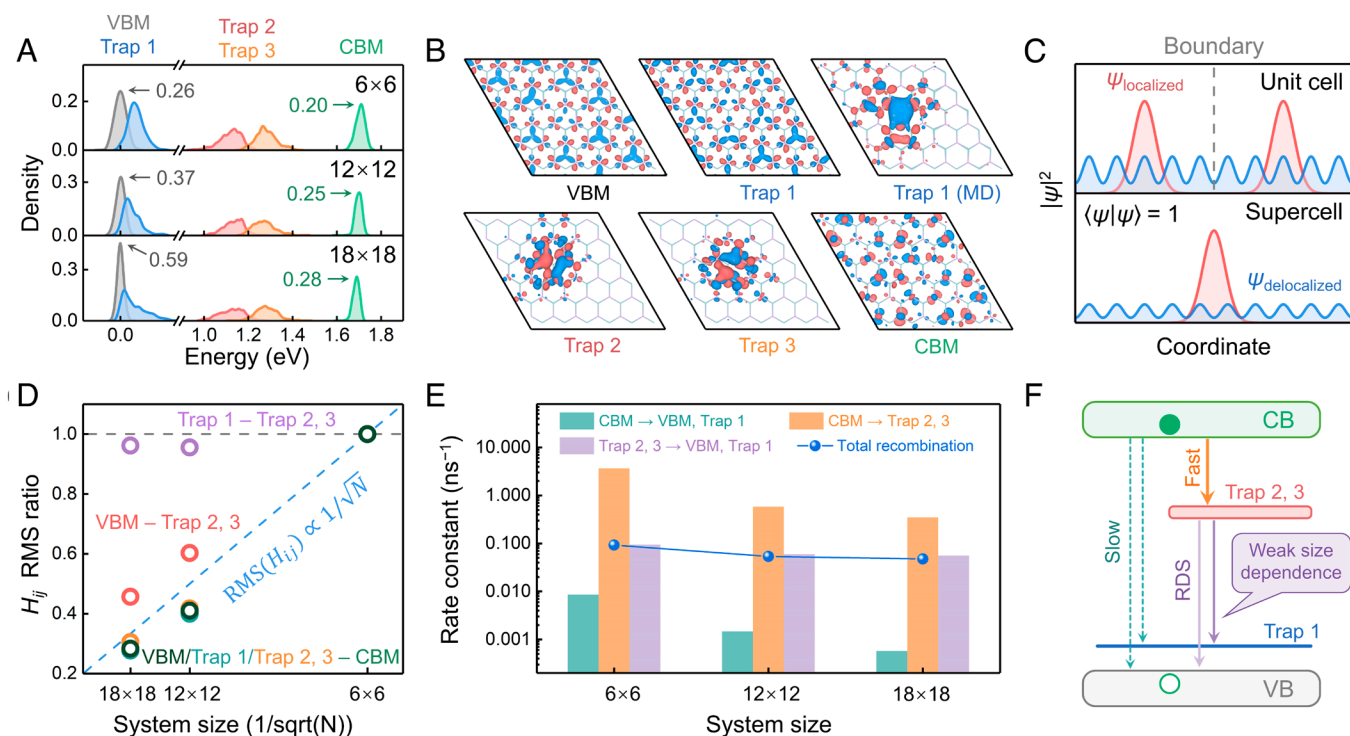 A
VBM
Trap 1
Trap 2
Trap 3
CBM
6×6
0.26
0.20
0.2
0.0
12×12
0.37
0.25
0.3
0.0
18×18
0.59
0.28
0.3
0.0
Density
0.0 1.0 1.2 1.4 1.6 1.8
Energy (eV)
B
VBM
Trap 1
Trap 1 (MD)
Trap 2
Trap 3
CBM
C
Boundary
ψlocalized
Unit cell
|ψ|²
⟨ψ|ψ⟩ = 1
Supercell
ψdelocalized
Coordinate
D
Trap 1 – Trap 2, 3
1.0
0.8
VBM – Trap 2, 3
0.6
0.4
0.2
RMS(Hij) ∝ 1/√N
VBM/Trap 1/Trap 2, 3 – CBM
Hij RMS ratio
18×18 12×12 6×6
System size (1/sqrt(N))
E
CBM → VBM, Trap 1
CBM → Trap 2, 3
Trap 2, 3 → VBM, Trap 1
Total recombination
10.000
1.000
0.100
0.010
0.001
Rate constant (ns⁻¹)
6×6 12×12 18×18
System size
F
CB
Fast
Trap 2, 3
Slow
RDS
Weak size
dependence
Trap 1
VB